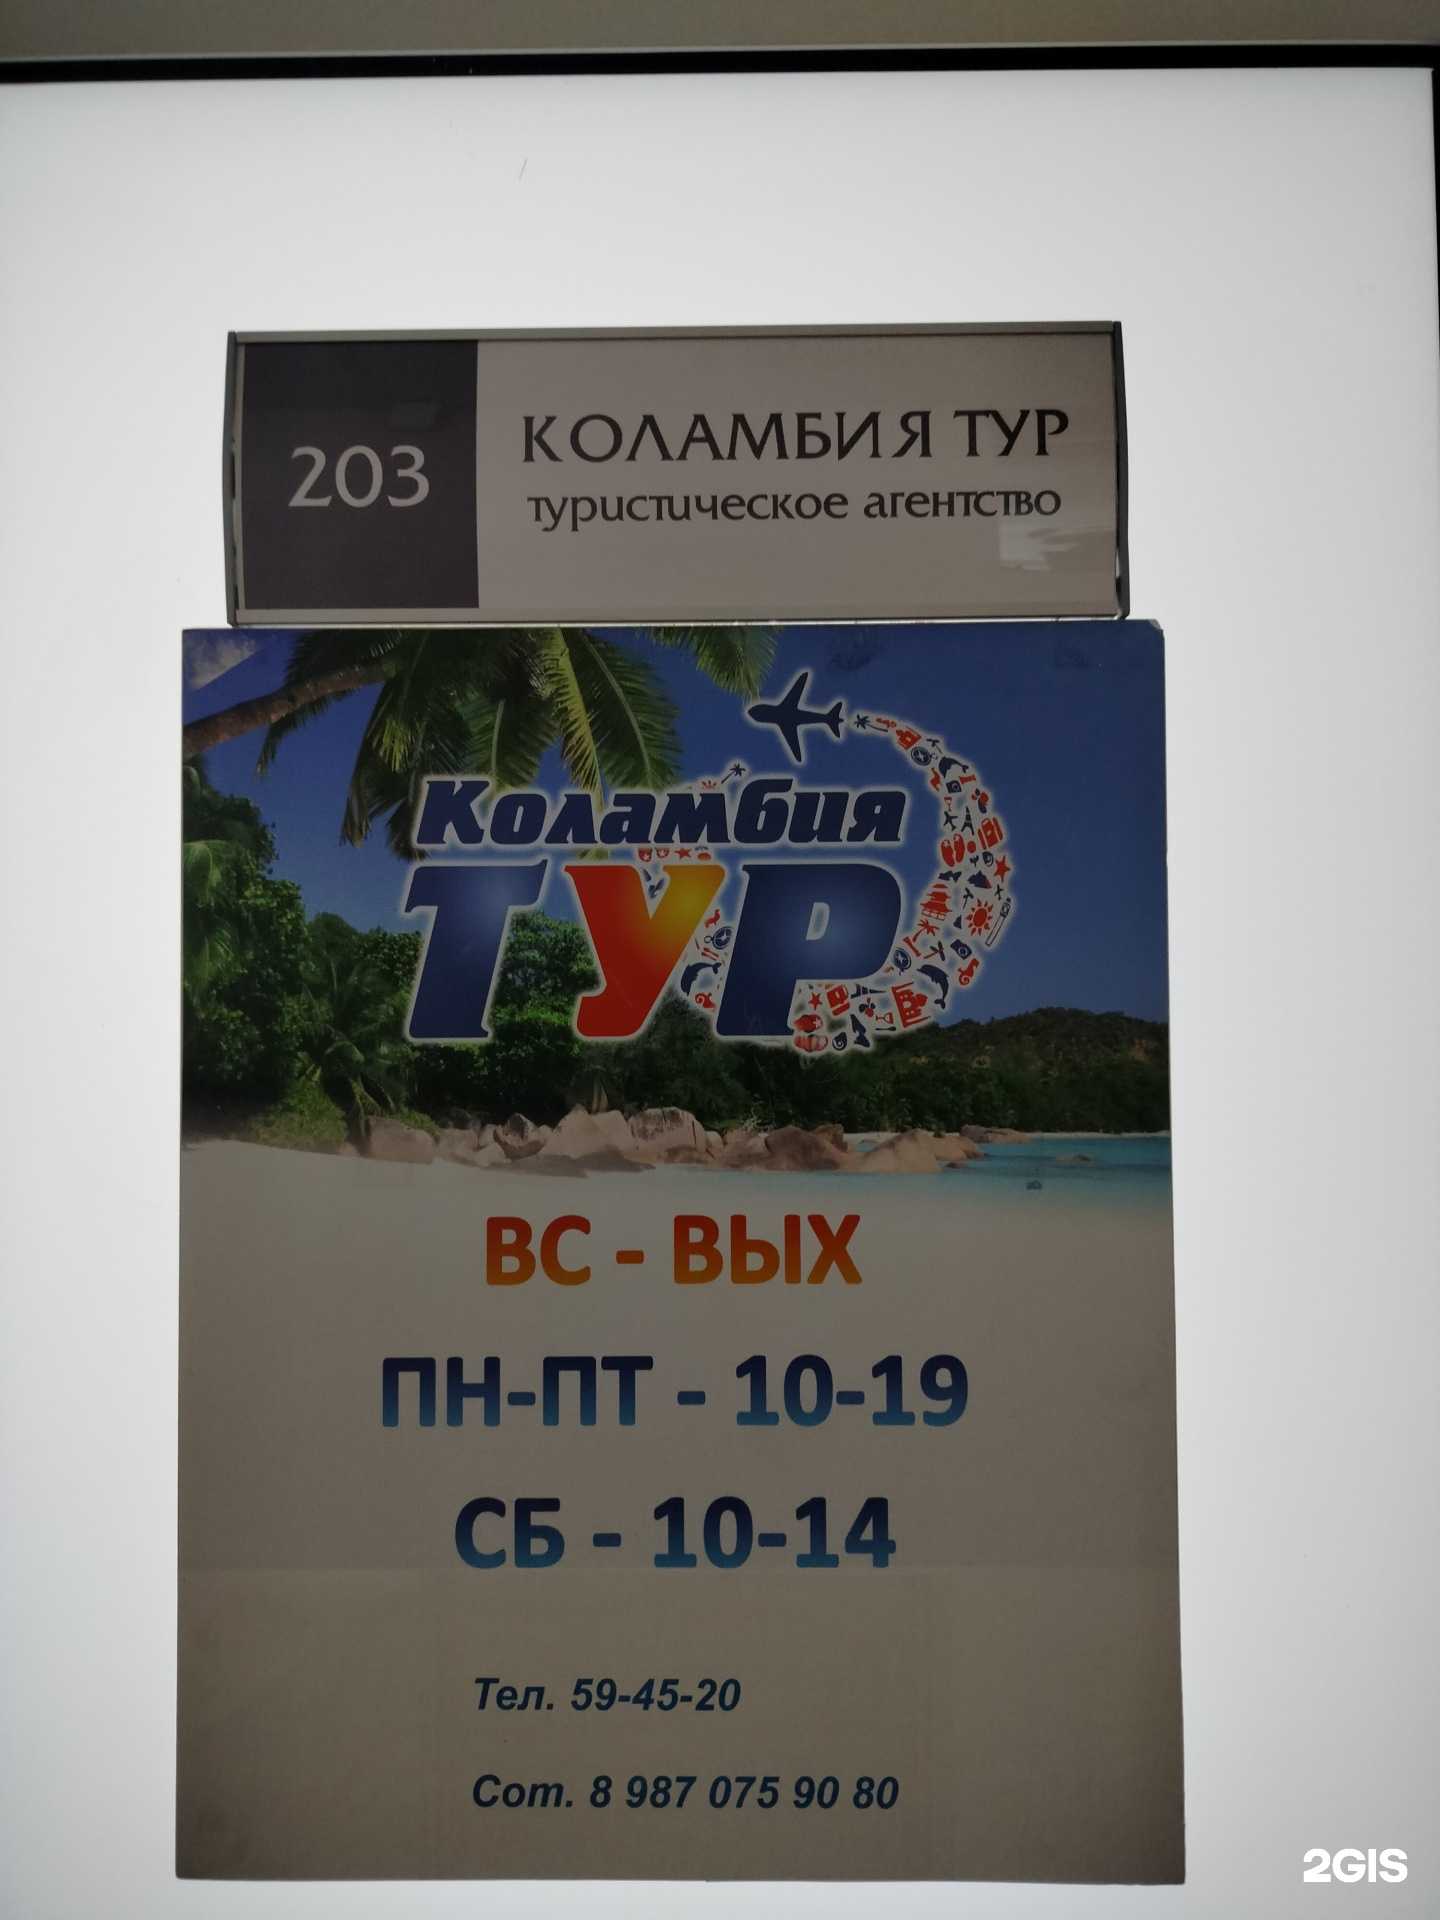 203
КОЛАМБИЯ ТУР
туристическое агентство
Коламбия
ТУР
ВС - ВЫХ
ПН-ПТ - 10-19
СБ - 10-14
Тел. 59-45-20
Сот. 8 987 075 90 80
2GIS